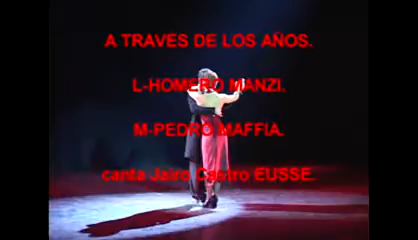 A TRAVES DE LOS AÑOS.
L-HOMERO MANZI.
M-PEDRO MAFFIA.
canta Jairo Castro EUSSE.